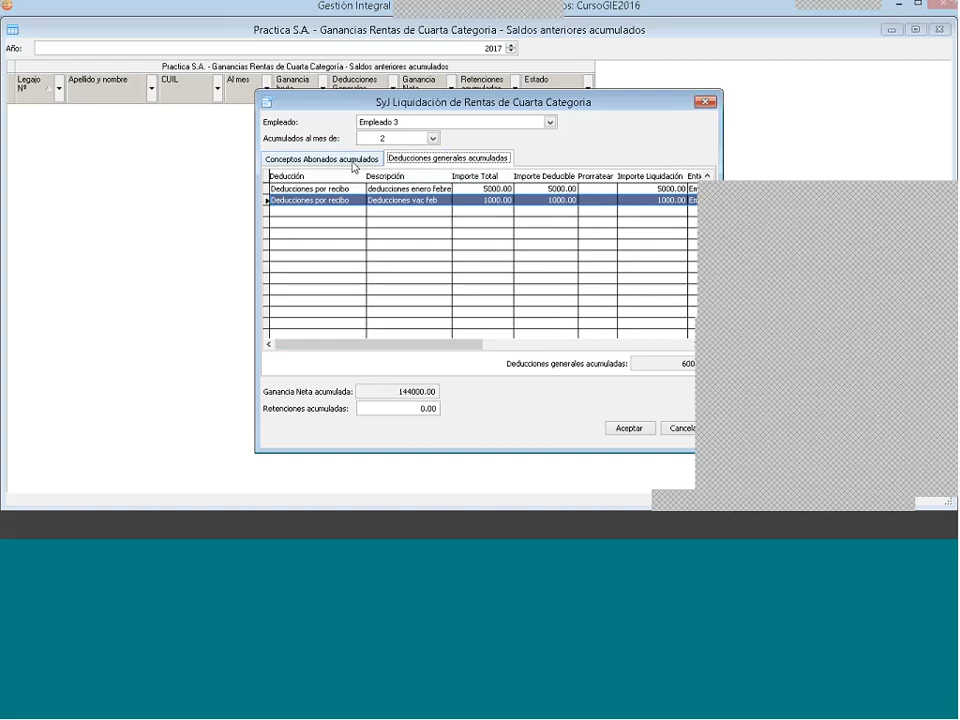 Gestión Integral os: CursoGIE2016
Practica S.A. - Ganancias Rentas de Cuarta Categoria - Saldos anteriores acumulados
Año: 2017
Practica S.A. - Ganancias Rentas de Cuarta Categoría - Saldos anteriores acumulados
Legajo Nº Apellido y nombre CUIL Al mes Ganancia Deducciones Ganancia Retenciones Estado
SyJ Liquidación de Rentas de Cuarta Categoria
Empleado: Empleado 3
Acumulados al mes de: 2
Conceptos Abonados acumulados Deducciones generales acumuladas
Deducción Descripción Importe Total Importe Deducible Prorratear Importe Liquidación Enti
Deducciones por recibo deducciones enero febre 5000.00 5000.00 5000.00 Em
Deducciones por recibo Deducciones vac feb 1000.00 1000.00 1000.00 Em
Deducciones generales acumuladas: 600
Ganancia Neta acumulada: 144000.00
Retenciones acumuladas: 0.00
Aceptar Cancela